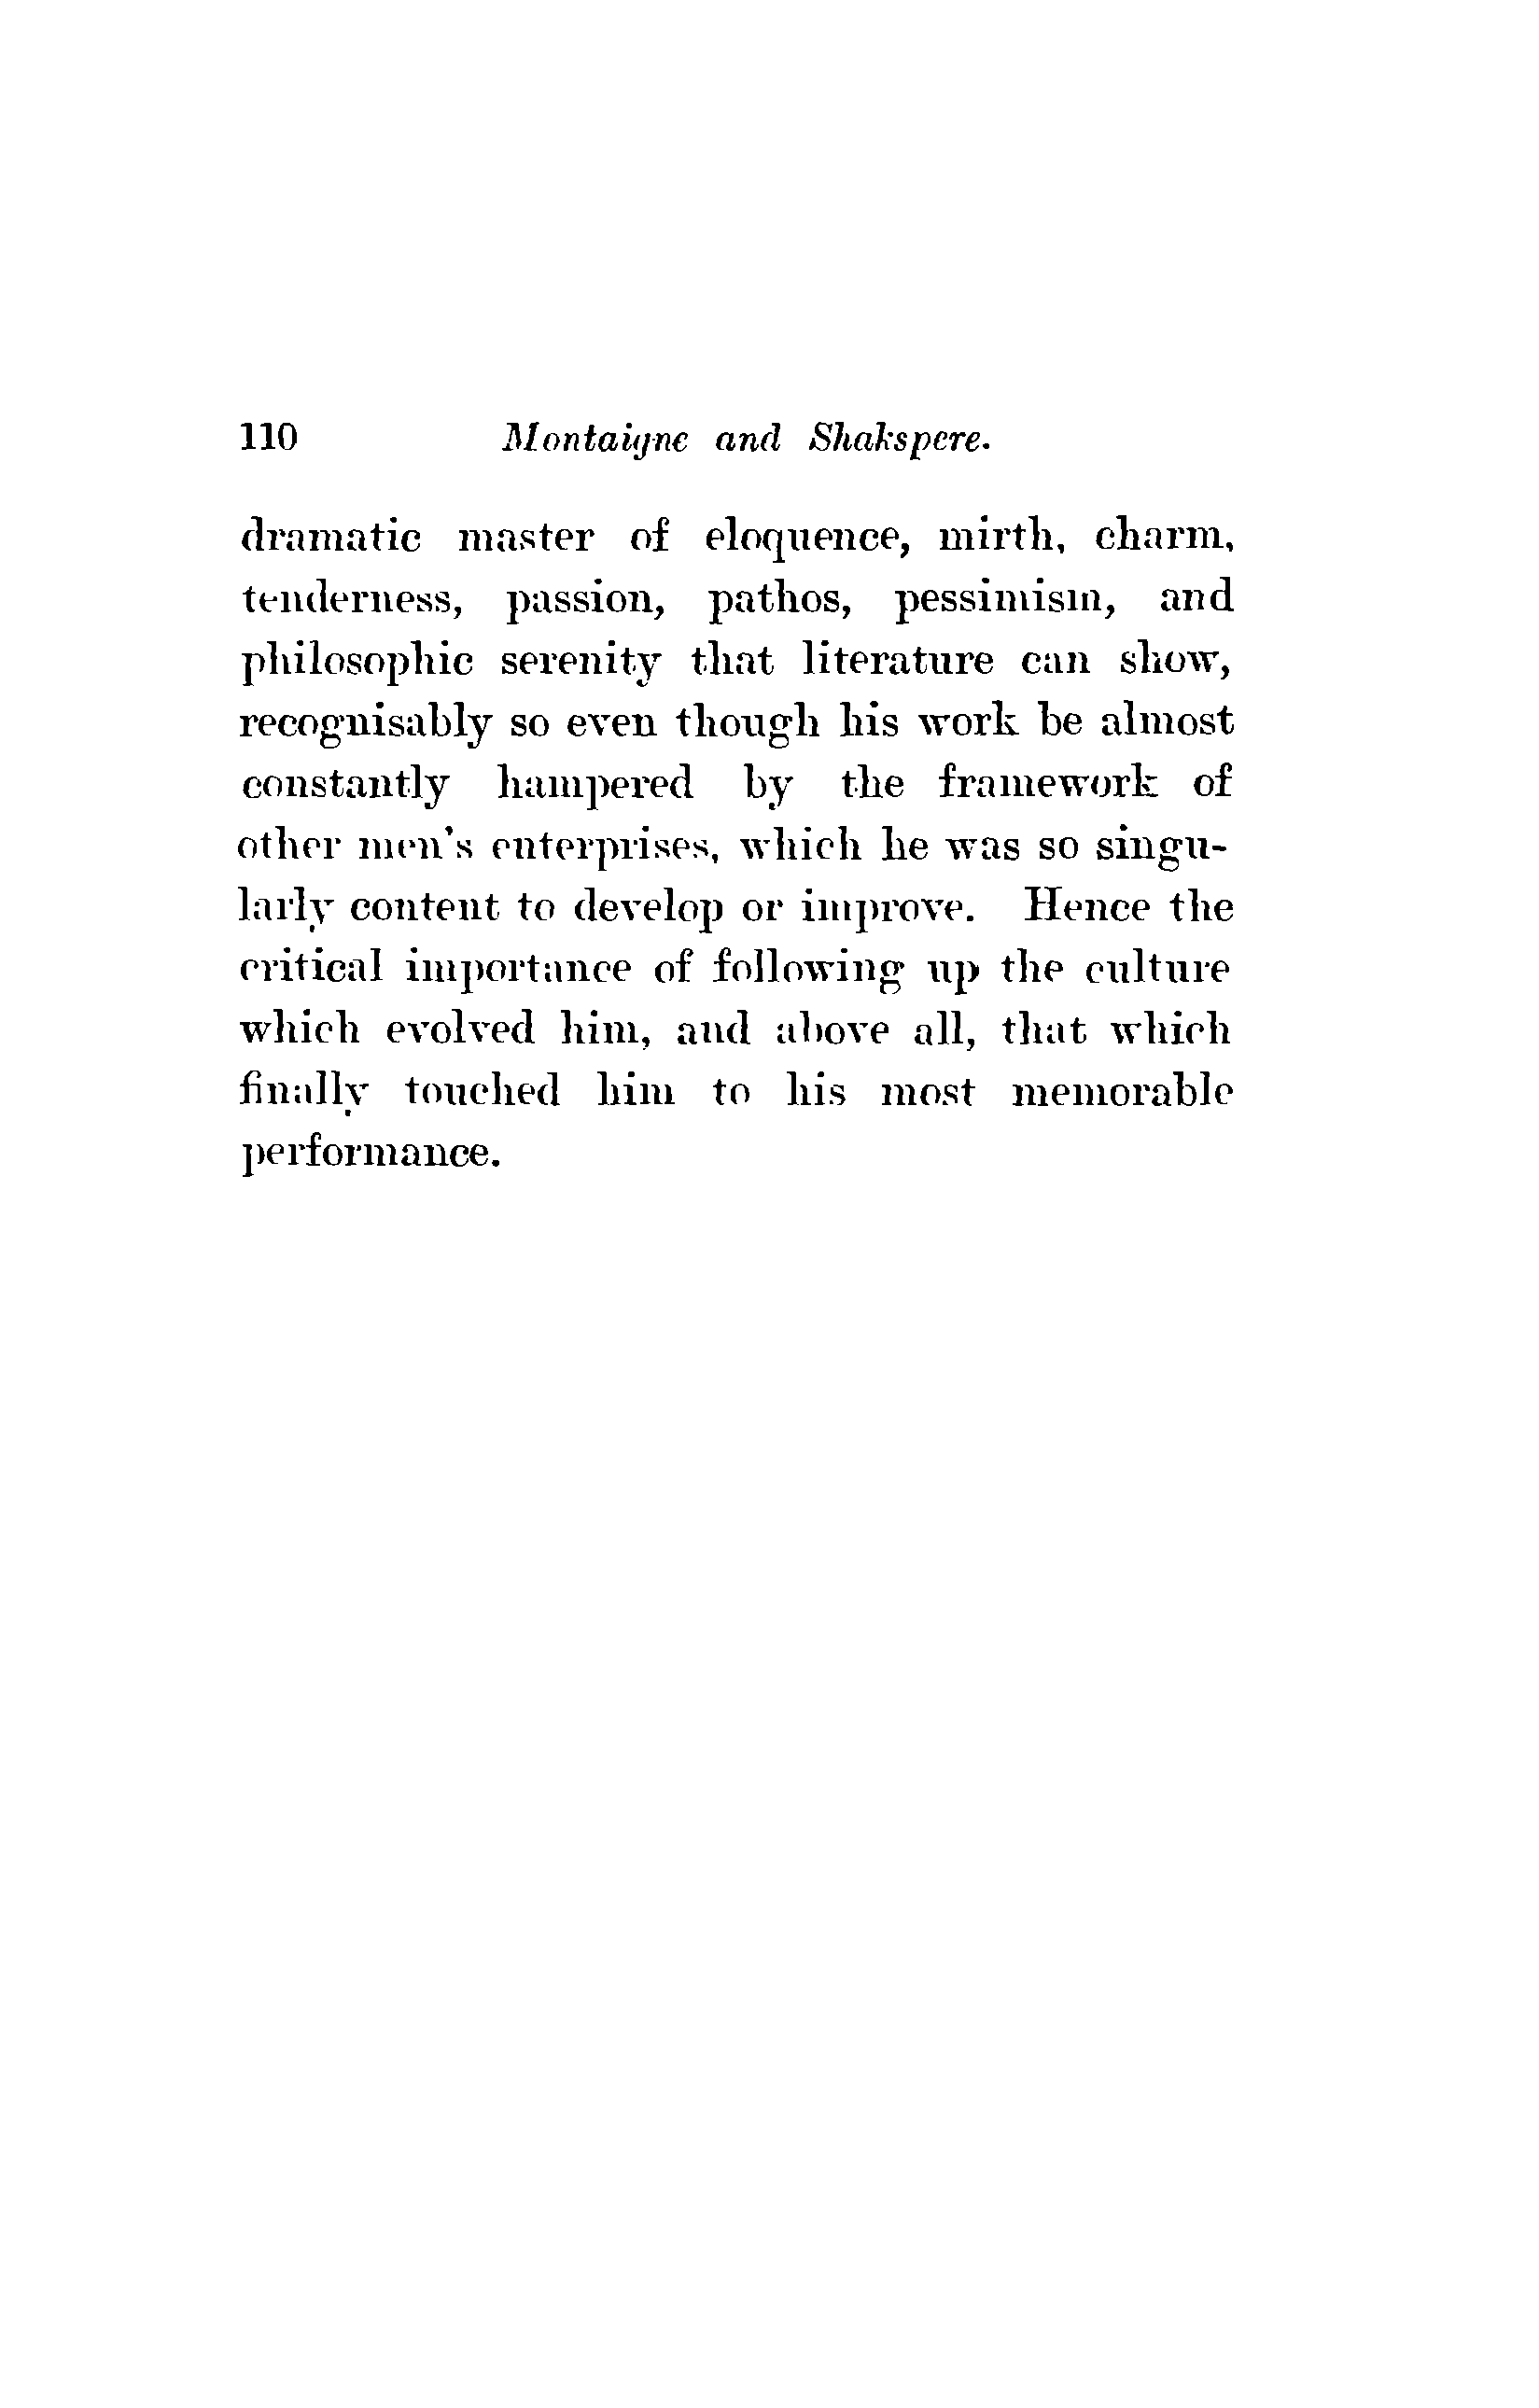 110 Montaigne and Shakspere.
dramatic master of eloquence, mirth, charm,
tenderness, passion, pathos, pessimism, and
philosophic serenity that literature can show,
recognisably so even though his work be almost
constantly hampered by the framework of
other men's enterprises, which he was so singu-
larly content to develop or improve. Hence the
critical importance of following up the culture
which evolved him, and above all, that which
finally touched him to his most memorable
performance.